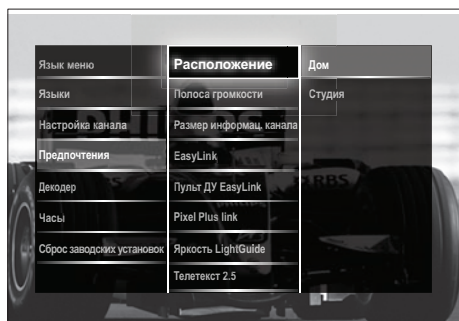 Язык меню
Языки
Настройка канала
Предпочтения
Декодер
Часы
Сброс заводских установок
Расположение
Полоса громкости
Размер информац. канала
EasyLink
Пульт ДУ EasyLink
Pixel Plus link
Яркость LightGuide
Телетекст 2.5
Дом
Студия
RBS